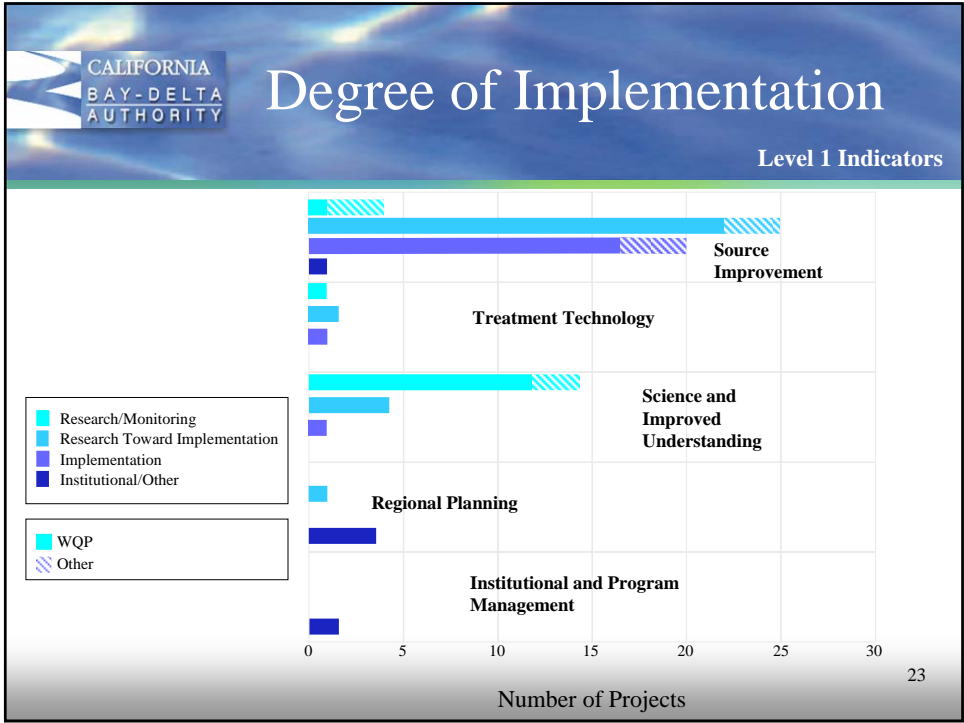 CALIFORNIA
BAY-DELTA
AUTHORITY
Degree of Implementation
Level 1 Indicators
Source
Improvement
Treatment Technology
Science and
Improved
Understanding
Research/Monitoring
Research Toward Implementation
Implementation
Institutional/Other
Regional Planning
WQP
Other
Institutional and Program
Management
0 5 10 15 20 25 30
23
Number of Projects